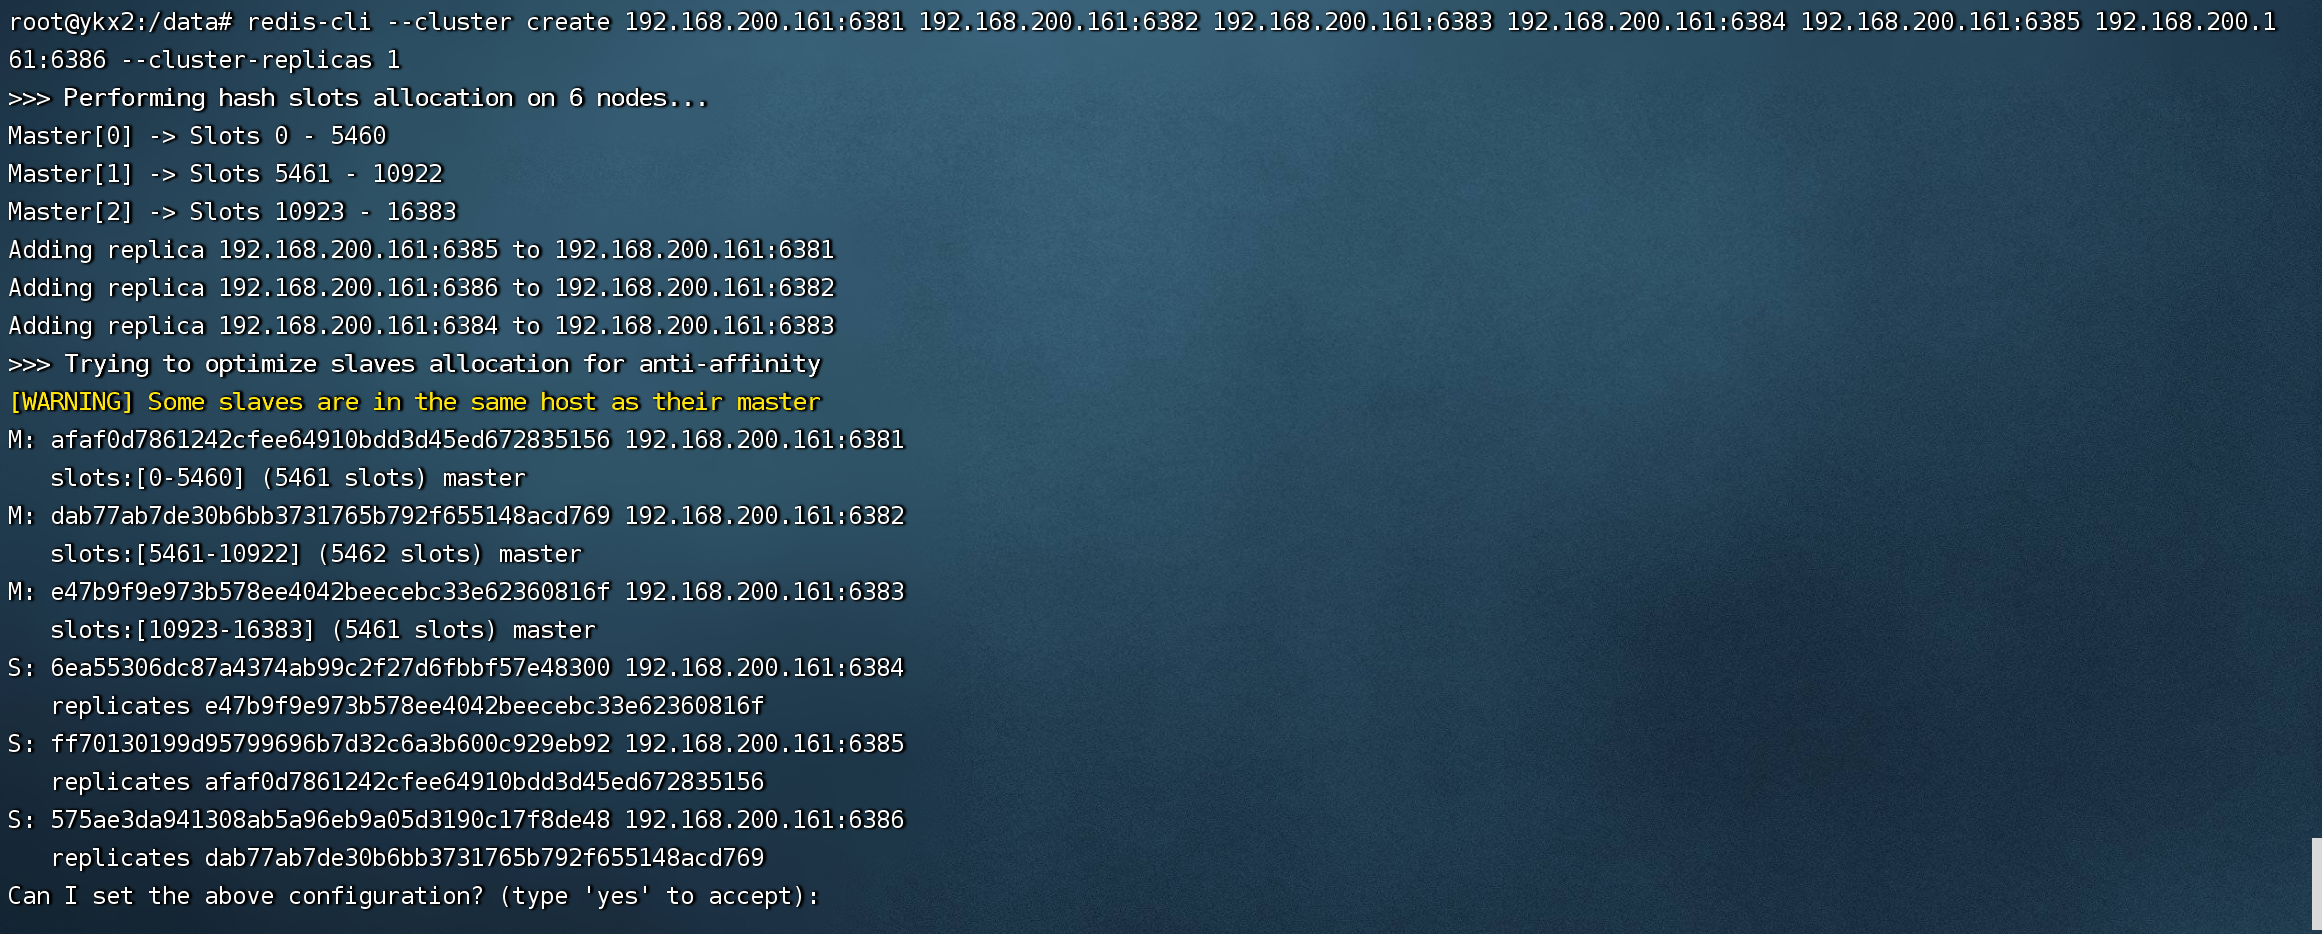 root@ykx2:/data# redis-cli --cluster create 192.168.200.161:6381 192.168.200.161:6382 192.168.200.161:6383 192.168.200.161:6384 192.168.200.161:6385 192.168.200.1
61:6386 --cluster-replicas 1
>>> Performing hash slots allocation on 6 nodes...
Master[0] -> Slots 0 - 5460
Master[1] -> Slots 5461 - 10922
Master[2] -> Slots 10923 - 16383
Adding replica 192.168.200.161:6385 to 192.168.200.161:6381
Adding replica 192.168.200.161:6386 to 192.168.200.161:6382
Adding replica 192.168.200.161:6384 to 192.168.200.161:6383
>>> Trying to optimize slaves allocation for anti-affinity
[WARNING] Some slaves are in the same host as their master
M: afaf0d7861242cfee64910bdd3d45ed672835156 192.168.200.161:6381
   slots:[0-5460] (5461 slots) master
M: dab77ab7de30b6bb3731765b792f655148acd769 192.168.200.161:6382
   slots:[5461-10922] (5462 slots) master
M: e47b9f9e973b578ee4042beecebc33e62360816f 192.168.200.161:6383
   slots:[10923-16383] (5461 slots) master
S: 6ea55306dc87a4374ab99c2f27d6fbbf57e48300 192.168.200.161:6384
   replicates e47b9f9e973b578ee4042beecebc33e62360816f
S: ff70130199d95799696b7d32c6a3b600c929eb92 192.168.200.161:6385
   replicates afaf0d7861242cfee64910bdd3d45ed672835156
S: 575ae3da941308ab5a96eb9a05d3190c17f8de48 192.168.200.161:6386
   replicates dab77ab7de30b6bb3731765b792f655148acd769
Can I set the above configuration? (type 'yes' to accept):